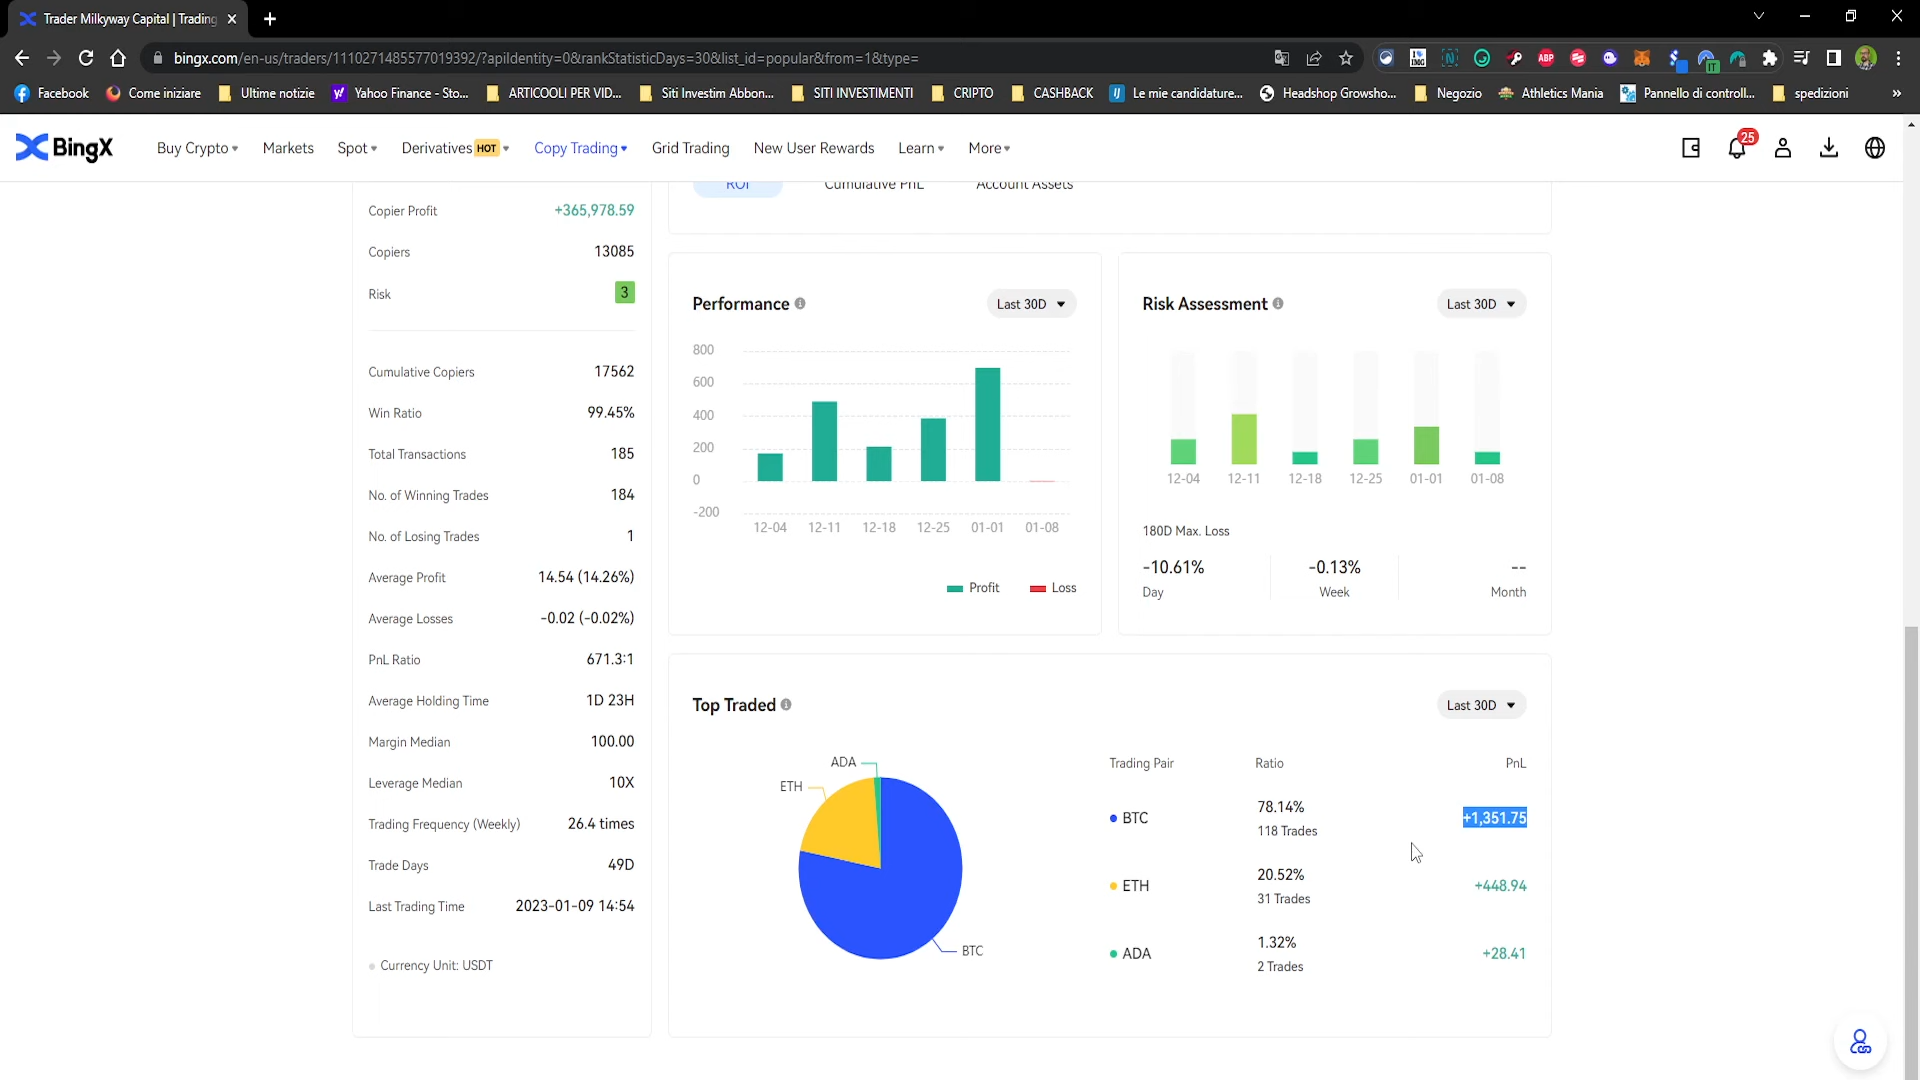 Trader Milkyway Capital | Trading
bingx.com/en-us/traders/1110271485577019392/?apiIdentity=0&rankStatisticDays=30&list_id=popular&from=1&type=
Facebook Come iniziare Ultime notizie Yahoo Finance - Sto... ARTICOOLI PER VID... Siti Investim Abbon... SITI INVESTIMENTI CRIPTO CASHBACK Le mie candidature... Headshop Growsho... Negozio Athletics Mania Pannello di controll... spedizioni »
BingX Buy Crypto Markets Spot Derivatives HOT Copy Trading Grid Trading New User Rewards Learn More 25
ROI Cumulative PnL Account Assets
Copier Profit +365,978.59
Copiers 13085
Risk 3
Cumulative Copiers 17562
Win Ratio 99.45%
Total Transactions 185
No. of Winning Trades 184
No. of Losing Trades 1
Average Profit 14.54 (14.26%)
Average Losses -0.02 (-0.02%)
PnL Ratio 671.3:1
Average Holding Time 1D 23H
Margin Median 100.00
Leverage Median 10X
Trading Frequency (Weekly) 26.4 times
Trade Days 49D
Last Trading Time 2023-01-09 14:54
Currency Unit: USDT
Performance Last 30D
800
600
400
200
0
-200
12-04 12-11 12-18 12-25 01-01 01-08
Profit Loss
Risk Assessment Last 30D
12-04 12-11 12-18 12-25 01-01 01-08
180D Max. Loss
-10.61% -0.13% --
Day Week Month
Top Traded Last 30D
ADA
ETH
BTC
Trading Pair Ratio PnL
BTC 78.14% +1,351.75
118 Trades
ETH 20.52% +448.94
31 Trades
ADA 1.32% +28.41
2 Trades